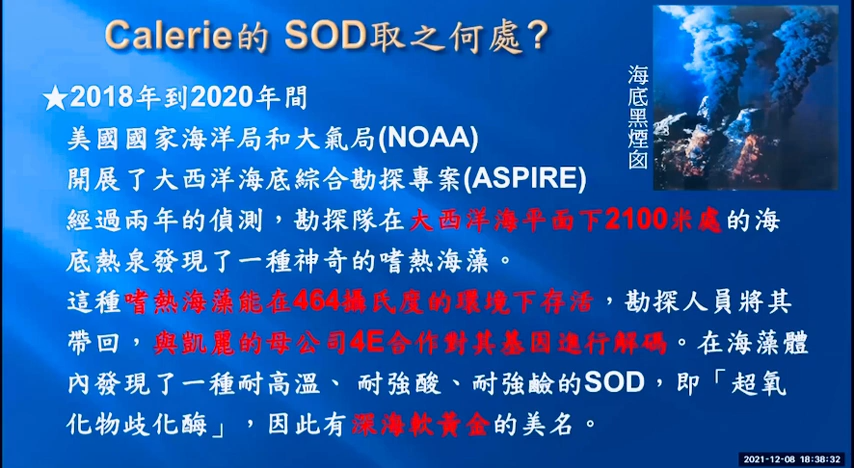 Calerie的 SOD取之何處?
海底黑煙囪
★2018年到2020年間
美國國家海洋局和大氣局(NOAA)
開展了大西洋海底綜合勘探專案(ASPIRE)
經過兩年的偵測，勘探隊在大西洋海平面下2100米處的海
底熱泉發現了一種神奇的嗜熱海藻。
這種嗜熱海藻能在464攝氏度的環境下存活，勘探人員將其
帶回，與凱麗的母公司4E合作對其基因進行解碼。在海藻體
內發現了一種耐高溫、耐強酸、耐強鹼的SOD，即「超氧
化物歧化酶」，因此有深海軟黃金的美名。
2021-12-08 18:38:32